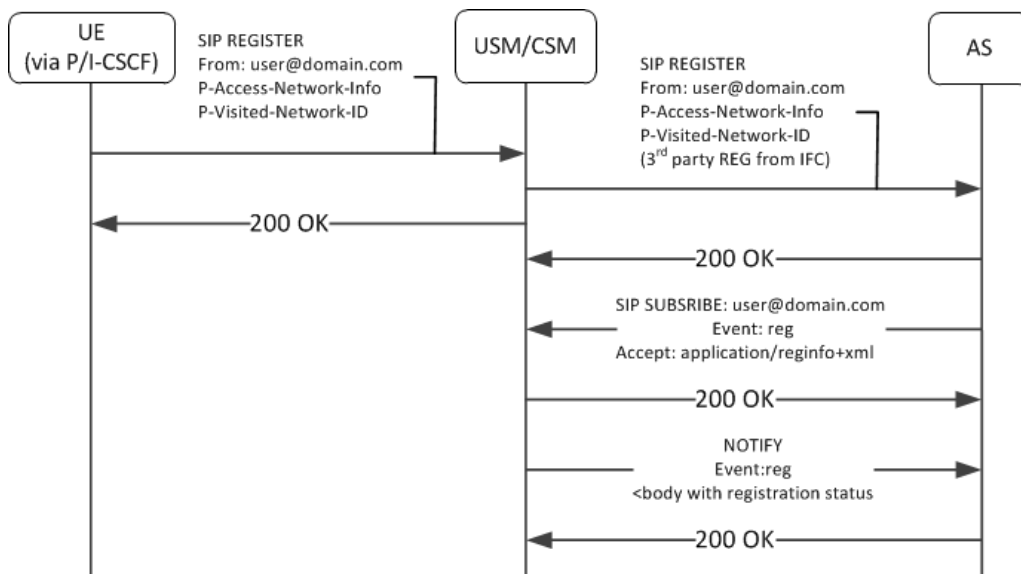 UE
(via P/I-CSCF)
USM/CSM
AS
SIP REGISTER
From: user@domain.com
P-Access-Network-Info
P-Visited-Network-ID
SIP REGISTER
From: user@domain.com
P-Access-Network-Info
P-Visited-Network-ID
(3rd party REG from IFC)
200 OK
200 OK
SIP SUBSRIBE: user@domain.com
Event: reg
Accept: application/reginfo+xml
200 OK
NOTIFY
Event:reg
<body with registration status
200 OK